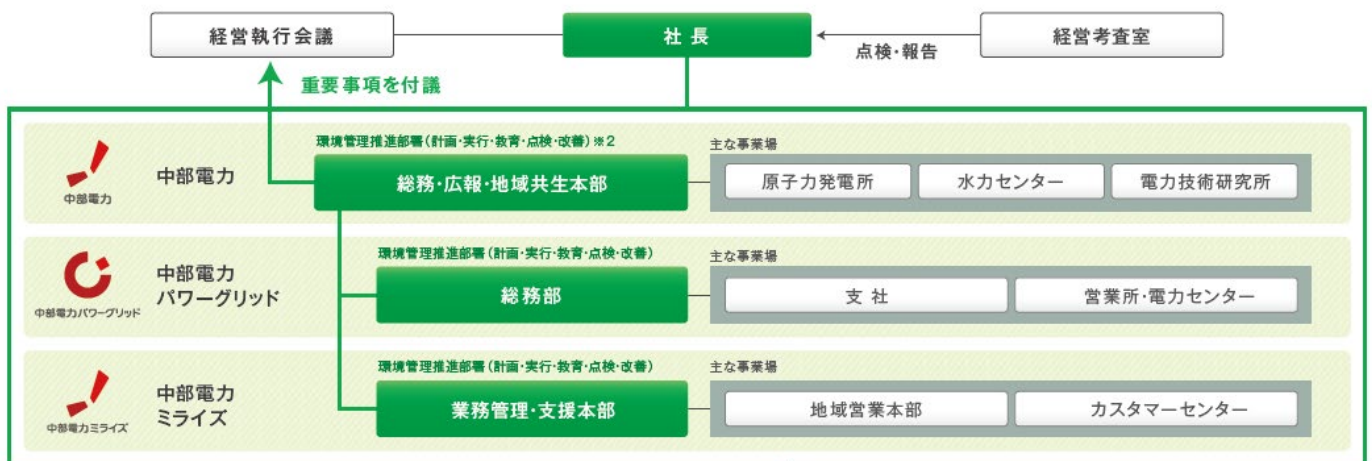 経営執行会議
社長
経営考査室
点検・報告
重要事項を付議
環境管理推進部署(計画・実行・教育・点検・改善)※2
主な事業場
中部電力
中部電力
総務・広報・地域共生本部
原子力発電所
水力センター
電力技術研究所
環境管理推進部署(計画・実行・教育・点検・改善)
主な事業場
中部電力パワーグリッド
中部電力
パワーグリッド
総務部
支社
営業所・電力センター
環境管理推進部署(計画・実行・教育・点検・改善)
主な事業場
中部電力ミライズ
中部電力
ミライズ
業務管理・支援本部
地域営業本部
カスタマーセンター